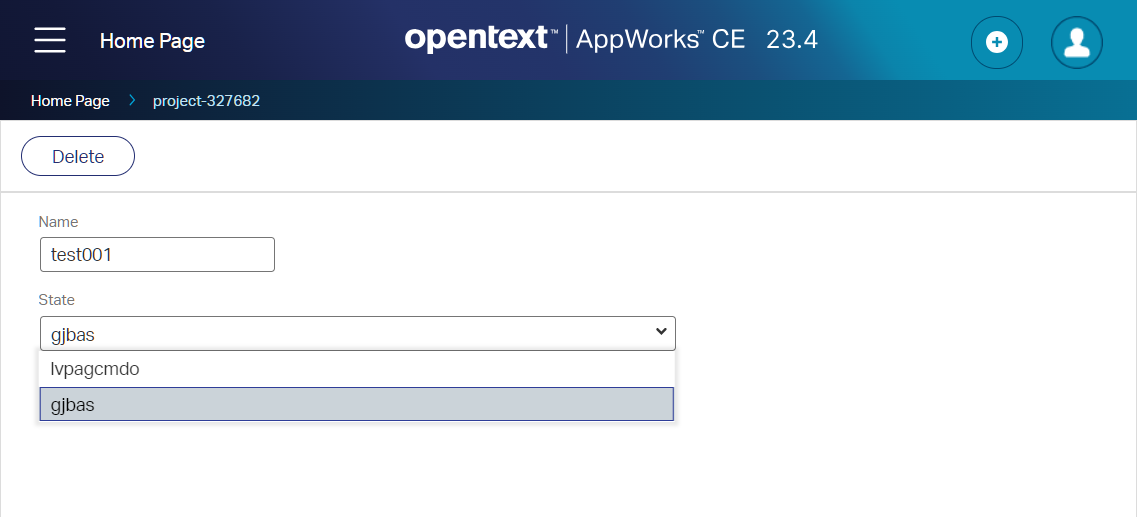 Home Page
opentext™ | AppWorks™ CE 23.4
Home Page > project-327682
Delete
Name
test001
State
gjbas
lvpagcmdo
gjbas